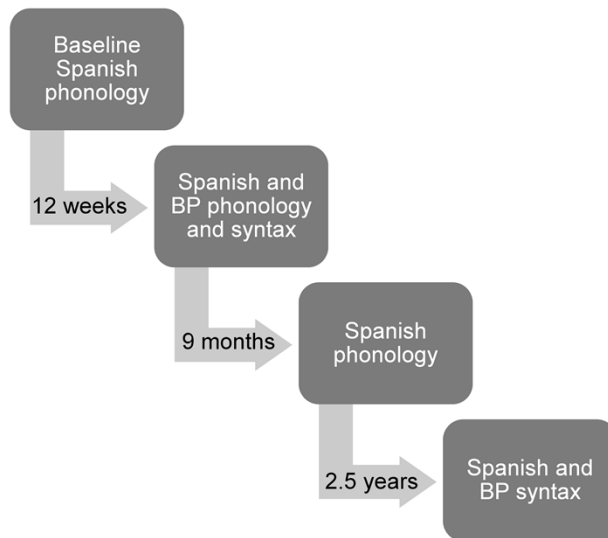 Baseline
Spanish
phonology
12 weeks
Spanish and
BP phonology
and syntax
9 months
Spanish
phonology
2.5 years
Spanish and
BP syntax